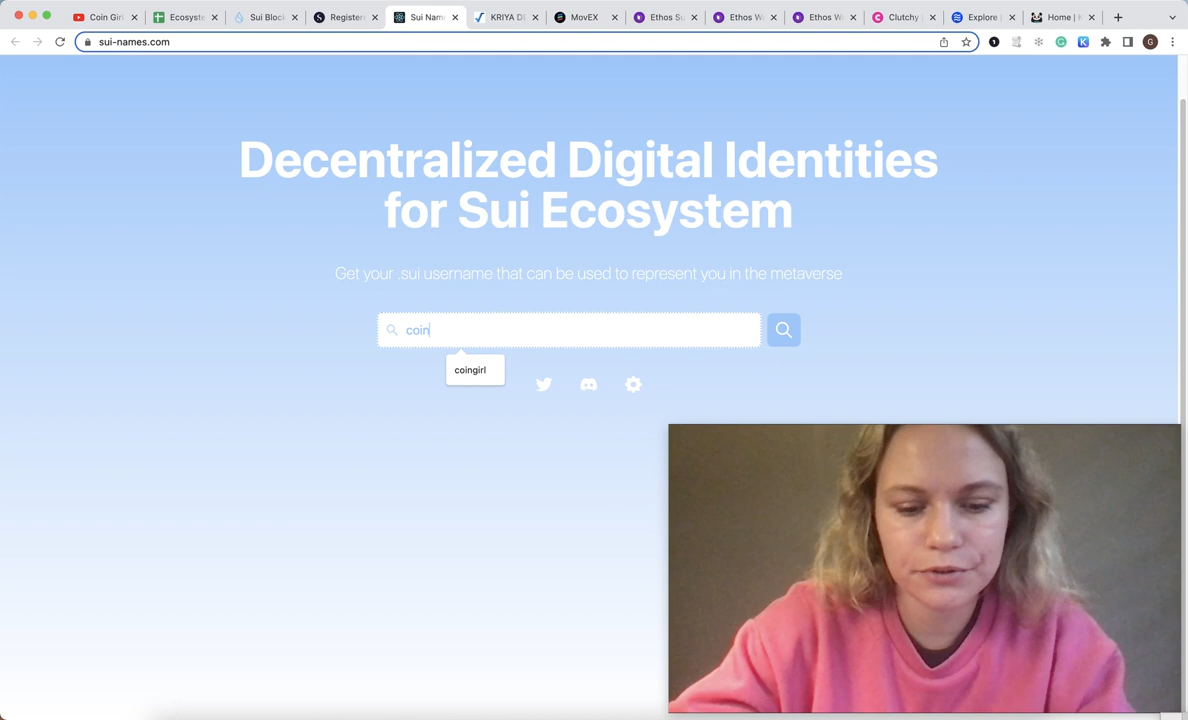 Coin Girl
Ecosyste
Sui Block
Register
Sui Nam
KRIYA DE
MovEX
Ethos Su
Ethos W
Ethos W
Clutchy
Explore
Home |
sui-names.com
G
Decentralized Digital Identities
for Sui Ecosystem
Get your .sui username that can be used to represent you in the metaverse
coin
coingirl